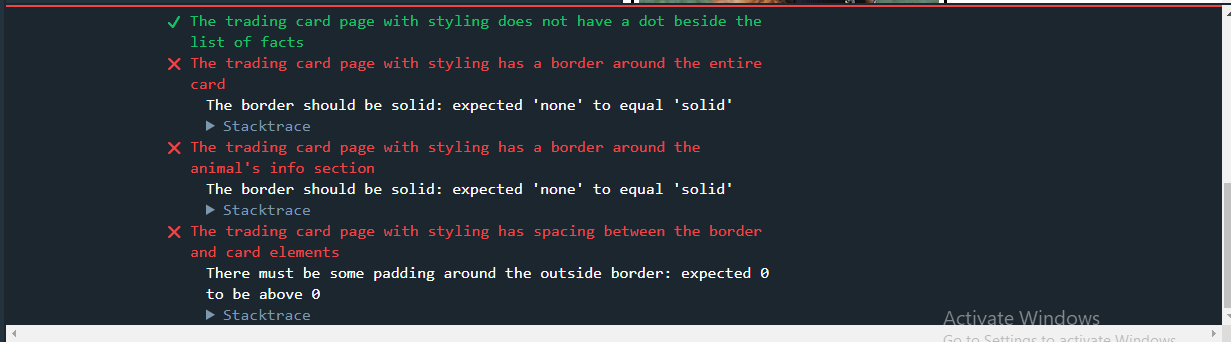 ✓ The trading card page with styling does not have a dot beside the
list of facts
✕ The trading card page with styling has a border around the entire
card
The border should be solid: expected 'none' to equal 'solid'
▶ Stacktrace
✕ The trading card page with styling has a border around the
animal's info section
The border should be solid: expected 'none' to equal 'solid'
▶ Stacktrace
✕ The trading card page with styling has spacing between the border
and card elements
There must be some padding around the outside border: expected 0
to be above 0
▶ Stacktrace
Activate Windows
Go to Settings to activate Windows.